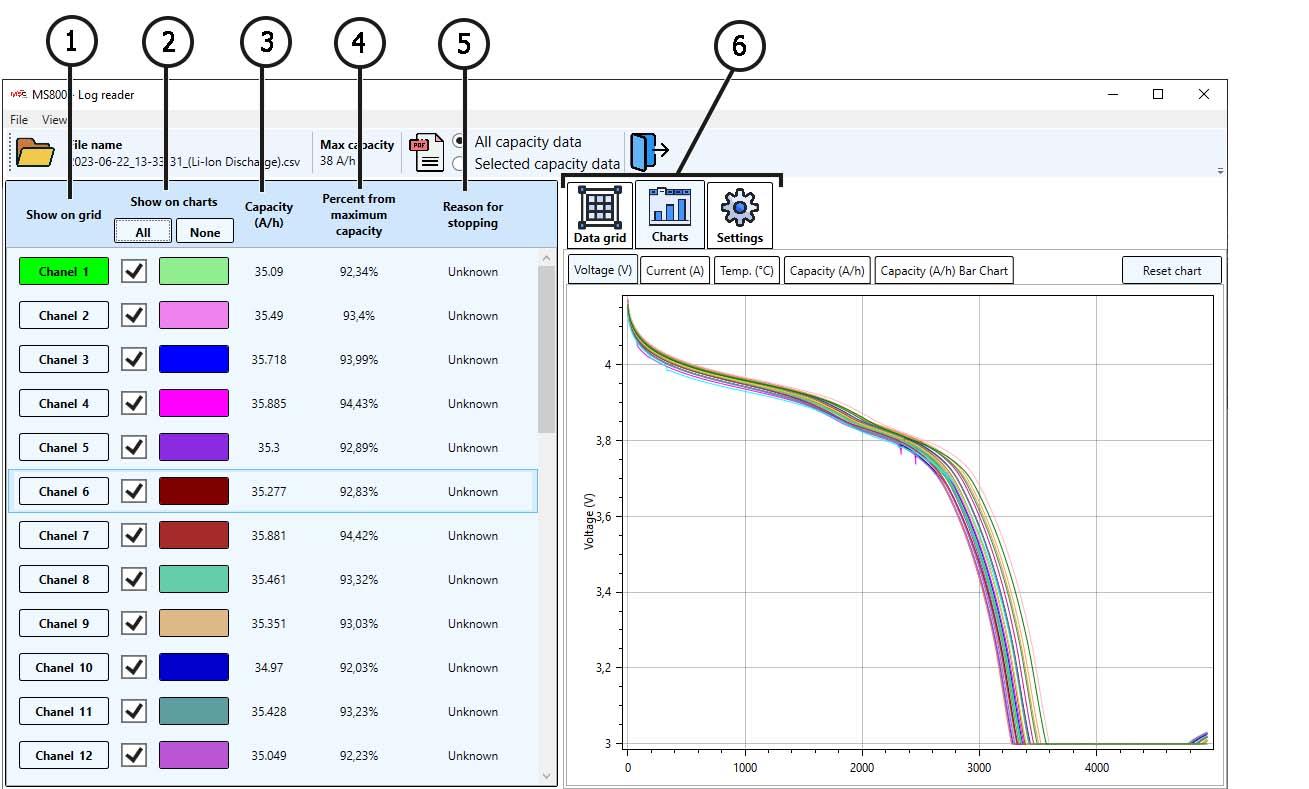 1 2 3 4 5 6
MS800 - Log reader
File View
File name
2023-06-22_13-33-31_(Li-Ion Discharge).csv
Max capacity
38 A/h
PDF
All capacity data
Selected capacity data
Show on grid
Show on charts
All None
Capacity
(A/h)
Percent from
maximum
capacity
Reason for
stopping
Chanel 1 35.09 92,34% Unknown
Chanel 2 35.49 93,4% Unknown
Chanel 3 35.718 93,99% Unknown
Chanel 4 35.885 94,43% Unknown
Chanel 5 35.3 92,89% Unknown
Chanel 6 35.277 92,83% Unknown
Chanel 7 35.881 94,42% Unknown
Chanel 8 35.461 93,32% Unknown
Chanel 9 35.351 93,03% Unknown
Chanel 10 34.97 92,03% Unknown
Chanel 11 35.428 93,23% Unknown
Chanel 12 35.049 92,23% Unknown
Data grid Charts Settings
Voltage (V) Current (A) Temp. (°C) Capacity (A/h) Capacity (A/h) Bar Chart Reset chart
Voltage (V)
4
3,8
3,6
3,4
3,2
3
0 1000 2000 3000 4000